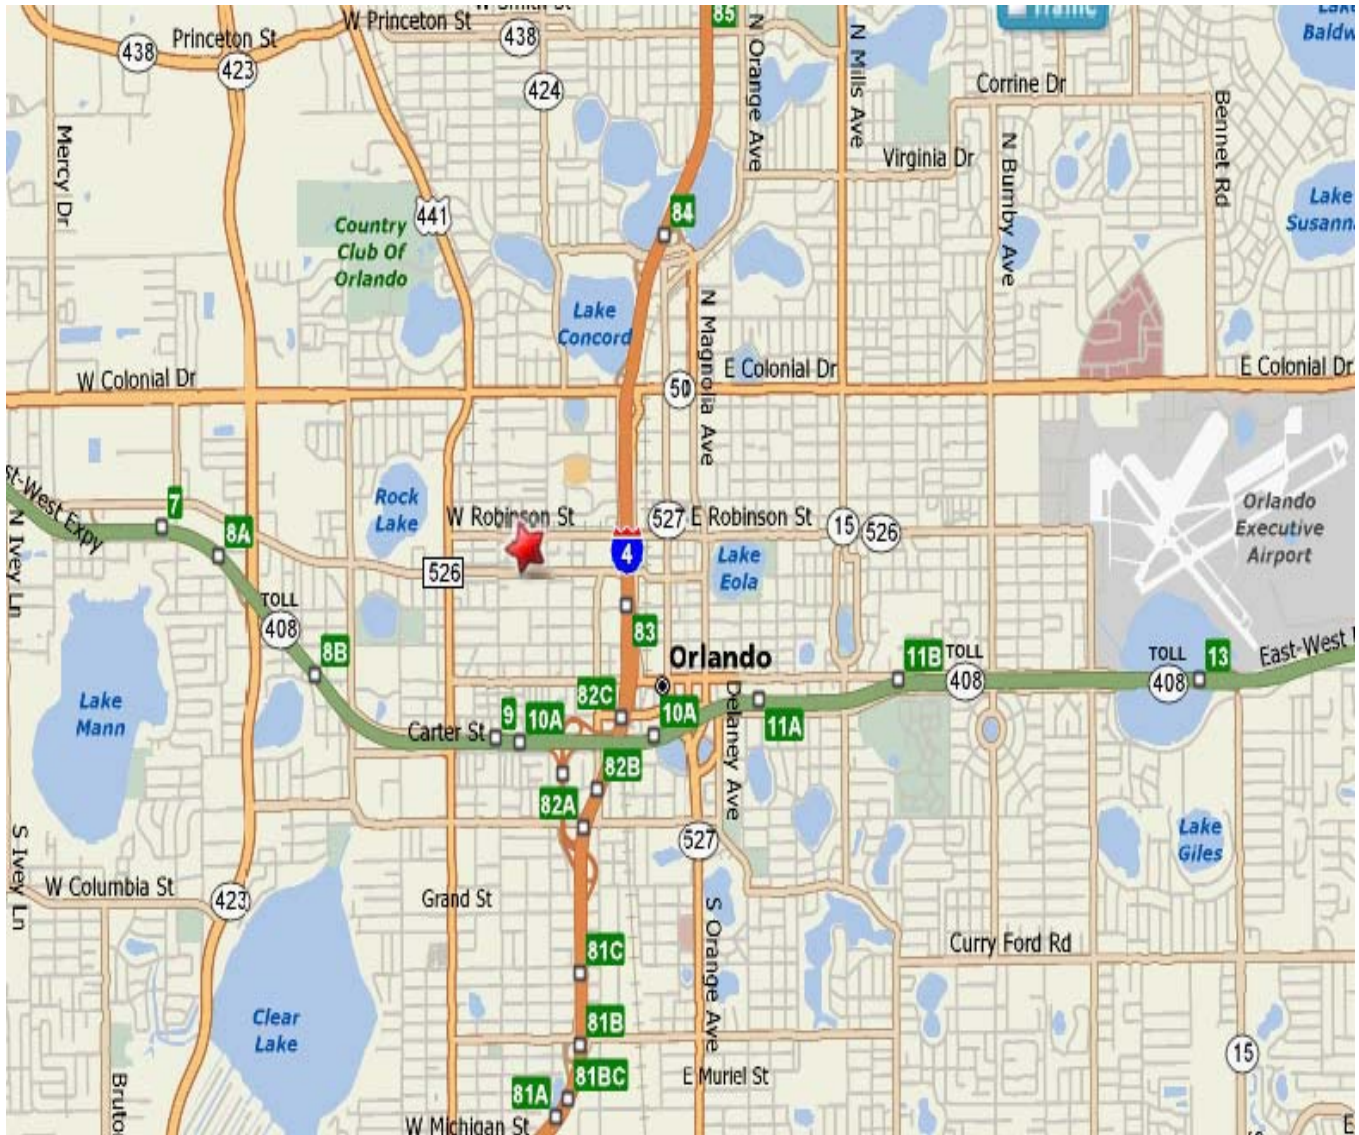 W Smith St
85
Traffic
W Princeton St
Princeton St
438
438
423
424
N Orange Ave
N Mills Ave
Corrine Dr
Bennet Rd
Mercy Dr
Virginia Dr
N Bumby Ave
441
84
Country
Club Of
Orlando
Lake
Concord
N Magnolia Ave
W Colonial Dr
50
E Colonial Dr
E Colonial Dr
7
8A
Rock
Lake
W Robinson St
527
E Robinson St
15
526
Orlando
Executive
Airport
N Ivey Ln
526
4
Lake
Eola
TOLL
408
8B
83
Orlando
11B
TOLL
408
TOLL
408
13
Lake
Mann
82C
Delaney Ave
Carter St
9
10A
10A
11A
82B
82A
527
Lake
Giles
S Ivey Ln
W Columbia St
423
Grand St
S Orange Ave
Curry Ford Rd
81C
Clear
Lake
81B
15
81BC
E Muriel St
81A
W Michigan St